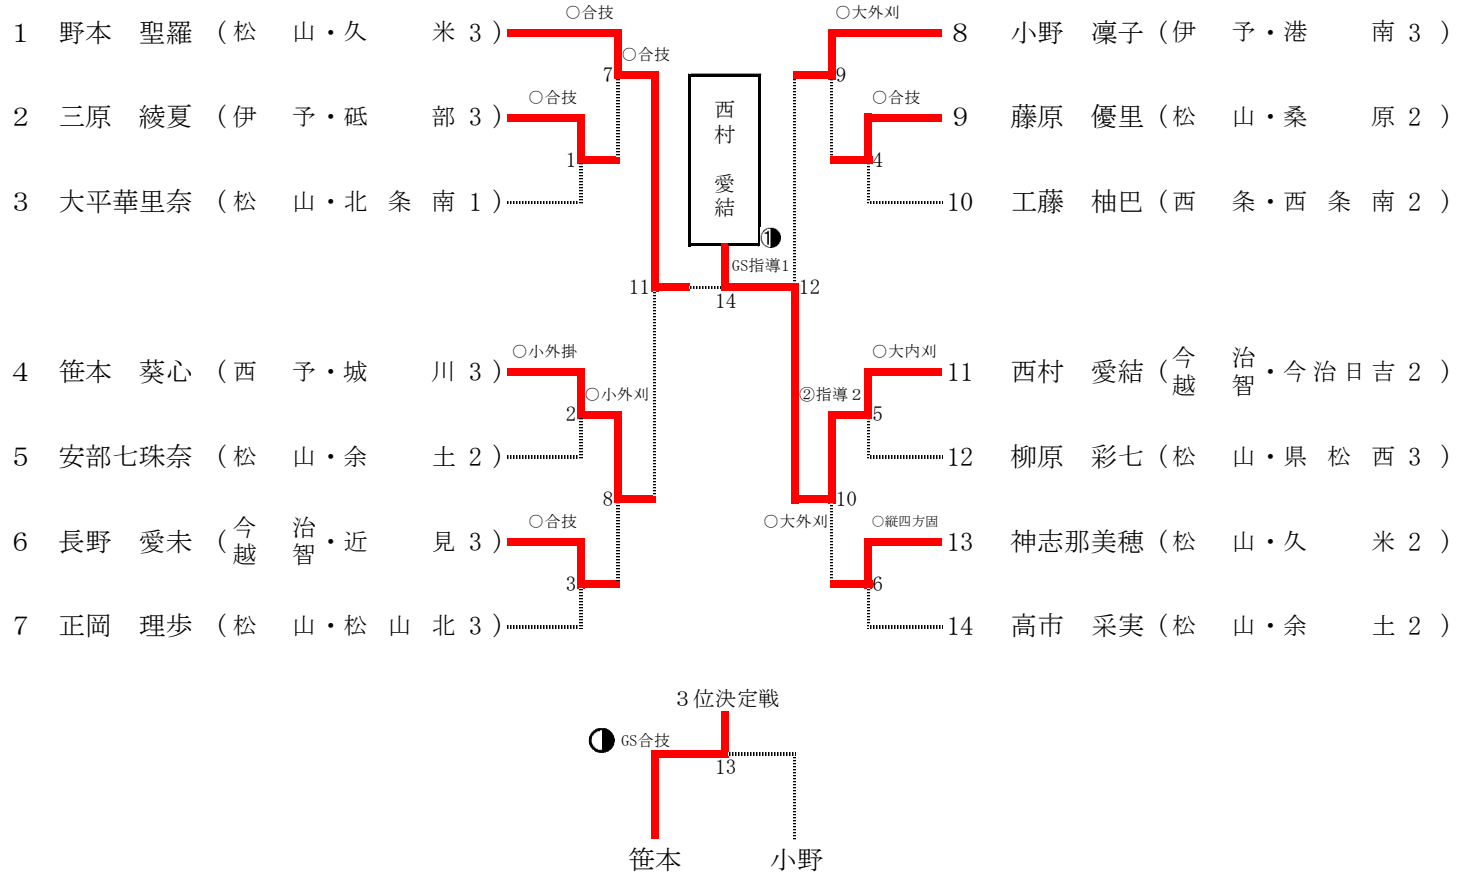 1 野本 聖羅 (松 山・久 米 3)
2 三原 綾夏 (伊 予・砥 部 3)
3 大平華里奈 (松 山・北 条 南 1)
4 笹本 葵心 (西 予・城 川 3)
5 安部七珠奈 (松 山・余 土 2)
6 長野 愛未 (今 治 越 智・近 見 3)
7 正岡 理歩 (松 山・松 山 北 3)
○合技
○合技
7
○合技
1
11
○小外掛
○小外刈
2
8
○合技
3
西村 愛結
①◑
GS指導1
14
○大外刈
9
○合技
4
12
○大内刈
②指導2
5
10
○大外刈
○縦四方固
6
8 小野 凜子 (伊 予・港 南 3)
9 藤原 優里 (松 山・桑 原 2)
10 工藤 柚巴 (西 条・西 条 南 2)
11 西村 愛結 (今 治 越 智・今 治 日 吉 2)
12 柳原 彩七 (松 山・県 松 西 3)
13 神志那美穂 (松 山・久 米 2)
14 高市 采実 (松 山・余 土 2)
3位決定戦
◑ GS合技
13
笹本 小野